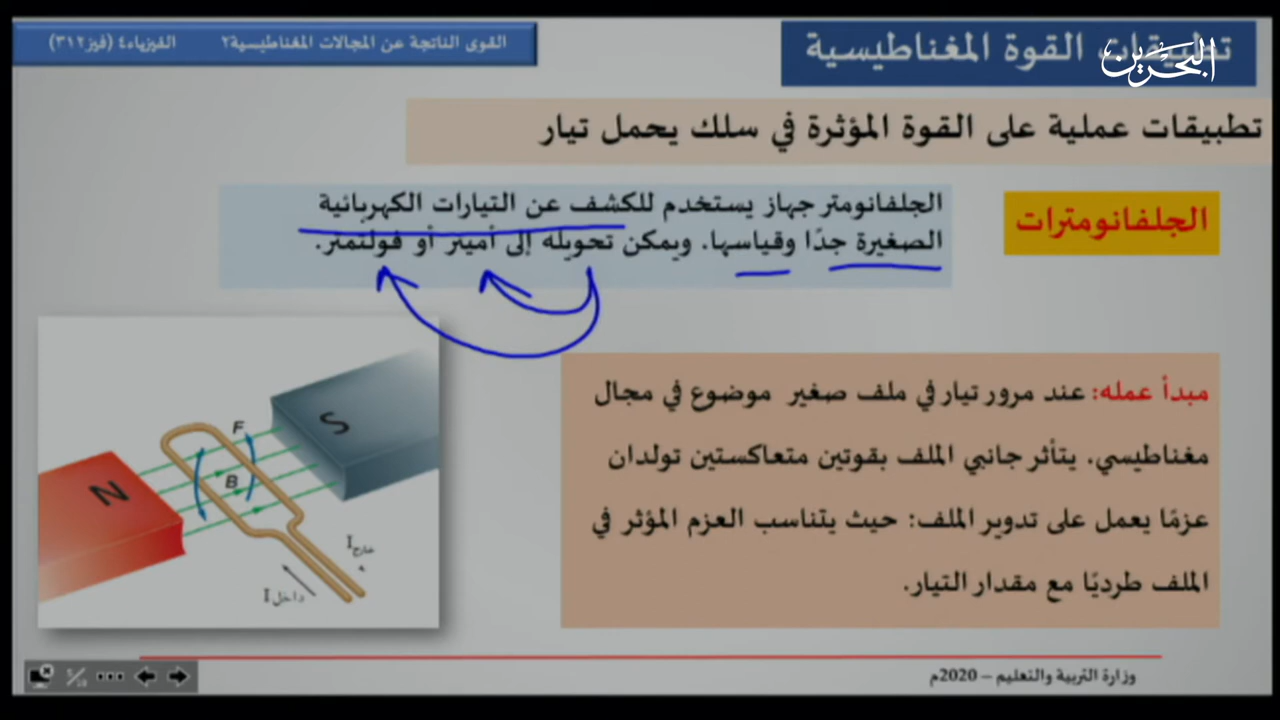 تطبيقات القوة المغناطيسية
البحرين
القوى الناتجة عن المجالات المغناطيسية٢
الفيزياء٤ (فيز٣١٢)
تطبيقات عملية على القوة المؤثرة في سلك يحمل تيار
الجلفانومترات
الجلفانومتر جهاز يستخدم للكشف عن التيارات الكهربائية
الصغيرة جدًا وقياسها. ويمكن تحويله إلى أميتر أو فولتمتر.
مبدأ عمله: عند مرور تيار في ملف صغير موضوع في مجال
مغناطيسي. يتأثر جانبي الملف بقوتين متعاكستين تولدان
عزمًا يعمل على تدوير الملف: حيث يتناسب العزم المؤثر في
الملف طرديًا مع مقدار التيار.
S
F
N
B
I خارج
I داخل
وزارة التربية والتعليم – 2020م